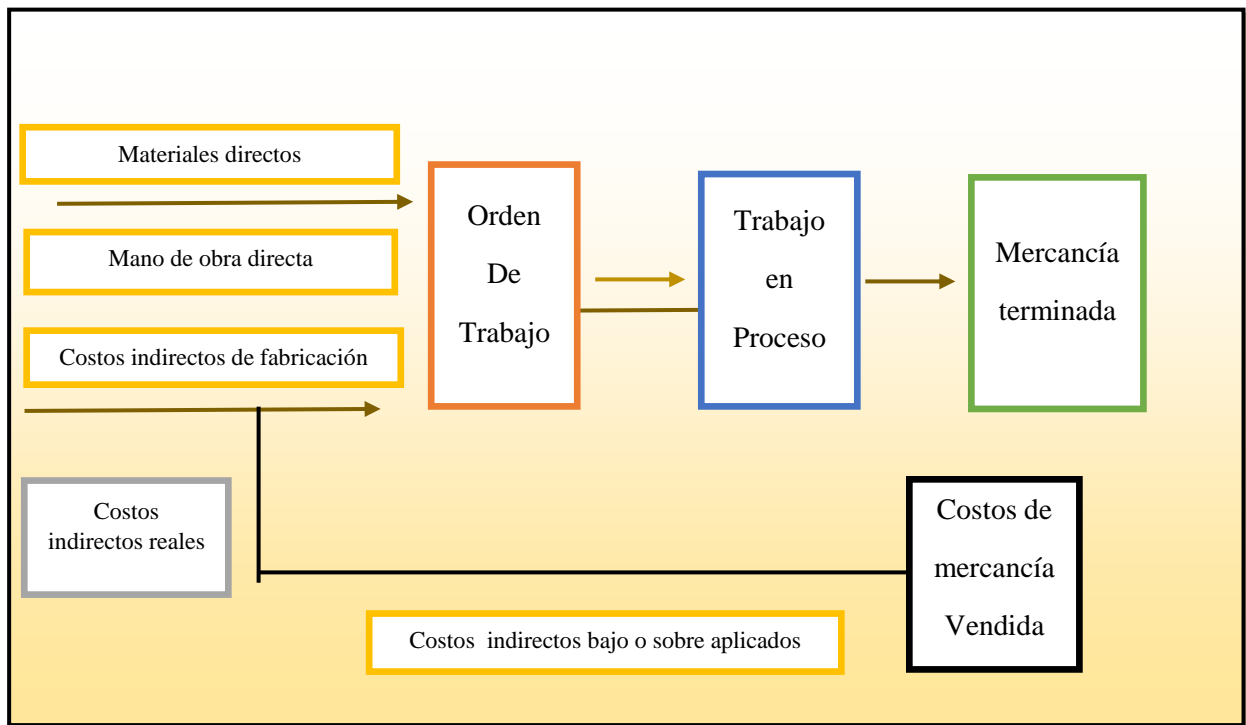 Materiales directos
Mano de obra directa
Costos indirectos de fabricación
Orden
De
Trabajo
Trabajo
en
Proceso
Mercancía
terminada
Costos
indirectos reales
Costos indirectos bajo o sobre aplicados
Costos de
mercancía
Vendida